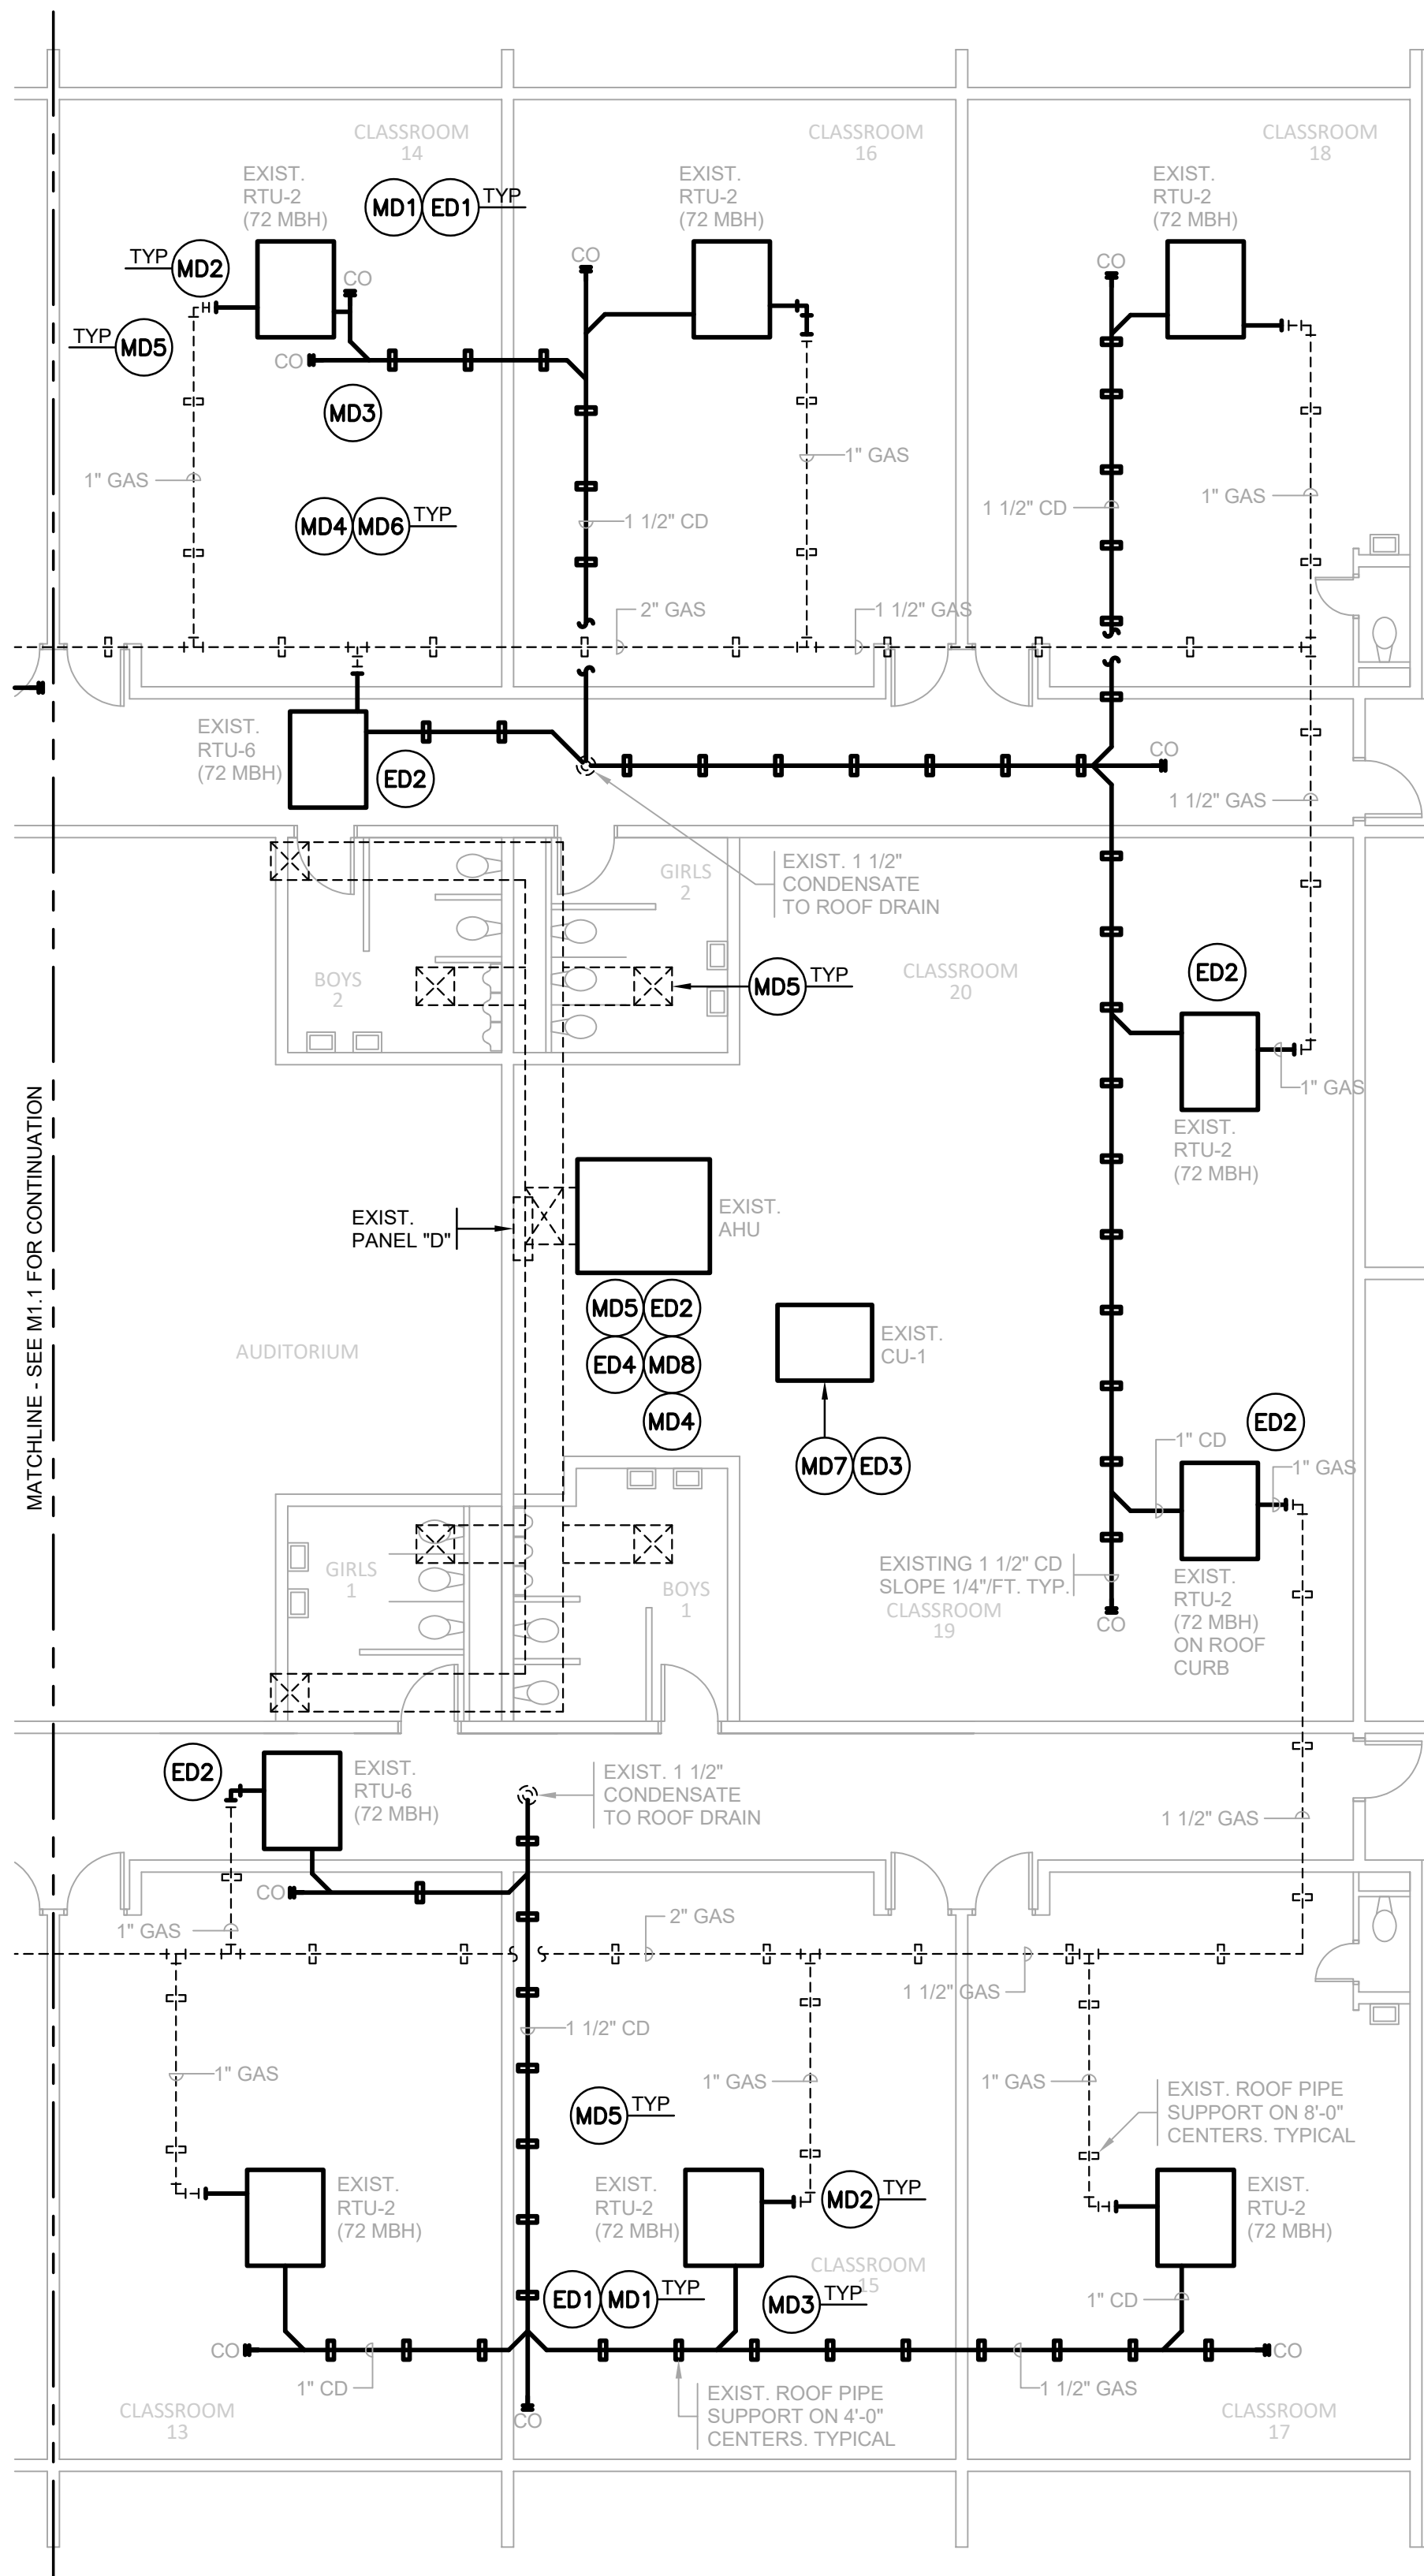 CLASSROOM
14
CLASSROOM
16
CLASSROOM
18
EXIST.
RTU-2
(72 MBH)
MD1 ED1 TYP
EXIST.
RTU-2
(72 MBH)
EXIST.
RTU-2
(72 MBH)
TYP MD2
CO
CO
CO
TYP MD5
CO
MD3
1" GAS
1" GAS
1" GAS
MD4 MD6 TYP
1 1/2" CD
1 1/2" CD
2" GAS
1 1/2" GAS
EXIST.
RTU-6
(72 MBH)
ED2
CO
1 1/2" GAS
EXIST. 1 1/2"
CONDENSATE
TO ROOF DRAIN
GIRLS
2
BOYS
2
MD5 TYP
CLASSROOM
20
ED2
1" GAS
EXIST.
RTU-2
(72 MBH)
MATCHLINE - SEE M1.1 FOR CONTINUATION
EXIST.
PANEL "D"
EXIST.
AHU
MD5 ED2
ED4 MD8
MD4
EXIST.
CU-1
MD7 ED3
AUDITORIUM
ED2
1" CD
1" GAS
EXISTING 1 1/2" CD
SLOPE 1/4"/FT. TYP.
CLASSROOM
19
CO
EXIST.
RTU-2
(72 MBH)
ON ROOF
CURB
GIRLS
1
BOYS
1
ED2
EXIST.
RTU-6
(72 MBH)
EXIST. 1 1/2"
CONDENSATE
TO ROOF DRAIN
1 1/2" GAS
CO
1" GAS
2" GAS
1 1/2" GAS
1 1/2" CD
1" GAS
1" GAS
1" GAS
MD5 TYP
EXIST. ROOF PIPE
SUPPORT ON 8'-0"
CENTERS. TYPICAL
EXIST.
RTU-2
(72 MBH)
EXIST.
RTU-2
(72 MBH)
MD2 TYP
EXIST.
RTU-2
(72 MBH)
CLASSROOM
15
ED1 MD1 TYP
MD3 TYP
1" CD
CO
CO
1" CD
1 1/2" GAS
EXIST. ROOF PIPE
SUPPORT ON 4'-0"
CENTERS. TYPICAL
CO
CLASSROOM
13
CLASSROOM
17